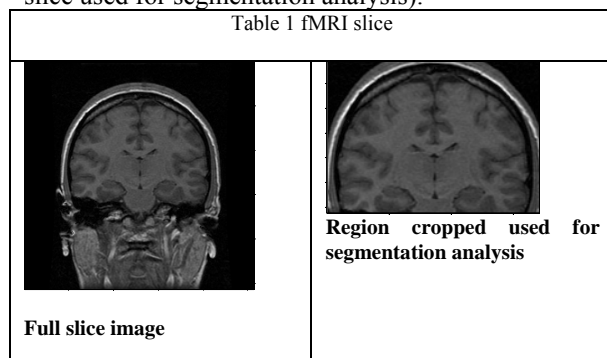 slice used for segmentation analysis).
Table 1 fMRI slice
Full slice image
Region cropped used for
segmentation analysis